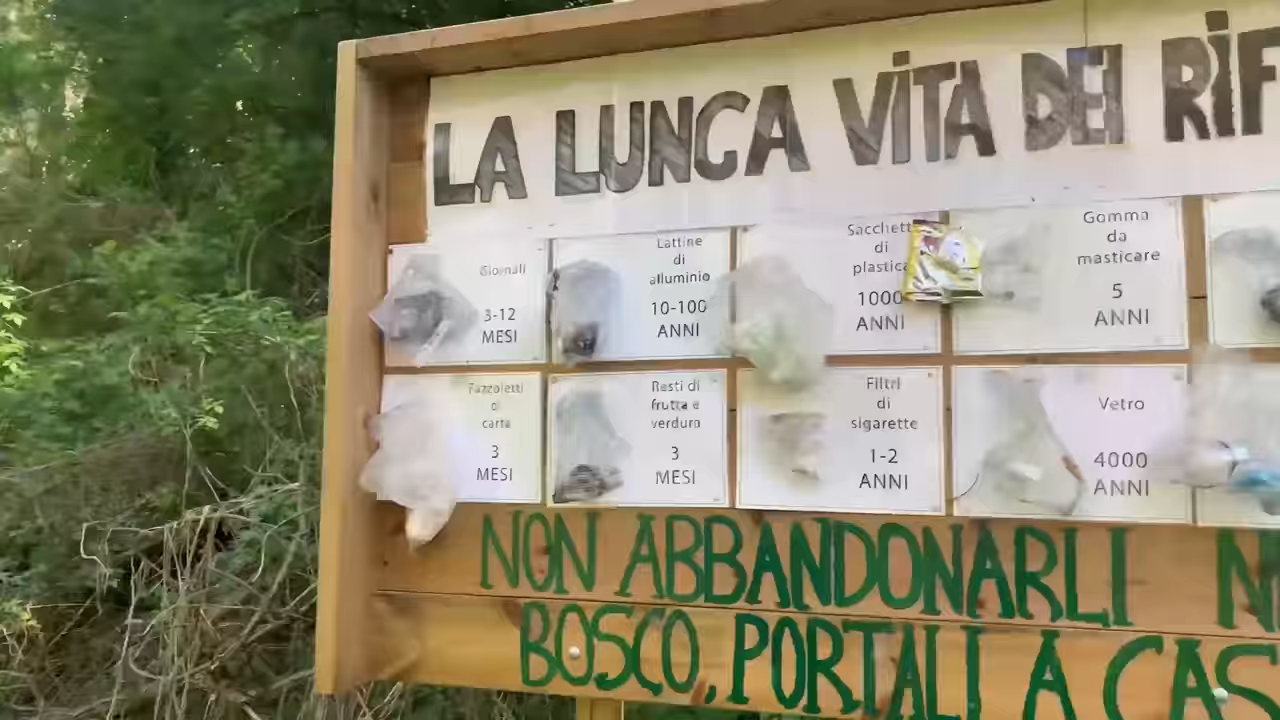 LA LUNGA VITA DEI RIF
Giornali
3-12
MESI
Lattine
di
alluminio
10-100
ANNI
Sacchett
di
plastica
1000
ANNI
Gomma
da
masticare
5
ANNI
Fazzoletti
di
carta
3
MESI
Resti di
frutta e
verdura
3
MESI
Filtri
di
sigarette
1-2
ANNI
Vetro
4000
ANNI
NON ABBANDONARLI N
BOSCO, PORTALI A CAS